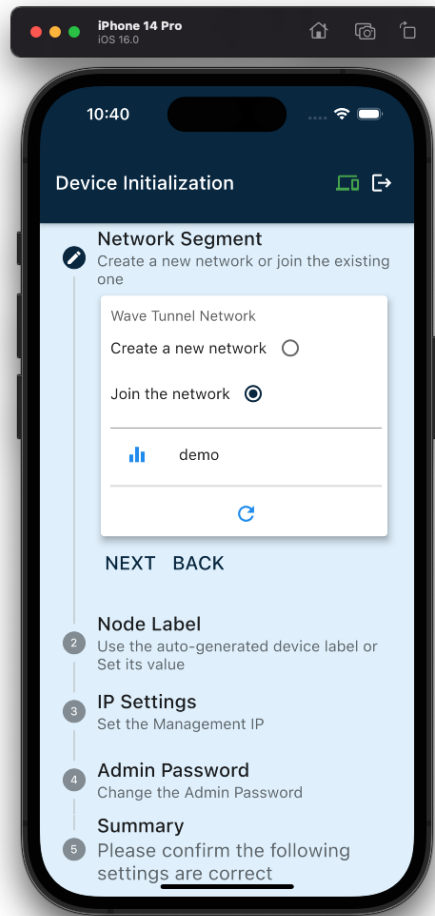 iPhone 14 Pro
iOS 16.0
10:40
Device Initialization
Network Segment
Create a new network or join the existing
one
Wave Tunnel Network
Create a new network
Join the network
demo
NEXT BACK
2
Node Label
Use the auto-generated device label or
Set its value
3
IP Settings
Set the Management IP
4
Admin Password
Change the Admin Password
Summary
5
Please confirm the following
settings are correct